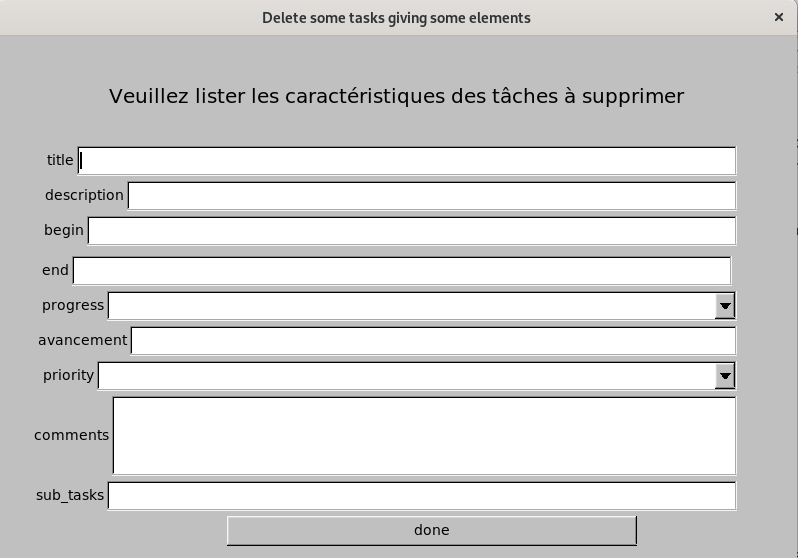 Delete some tasks giving some elements
Veuillez lister les caractéristiques des tâches à supprimer
title
description
begin
end
progress
avancement
priority
comments
sub_tasks
done